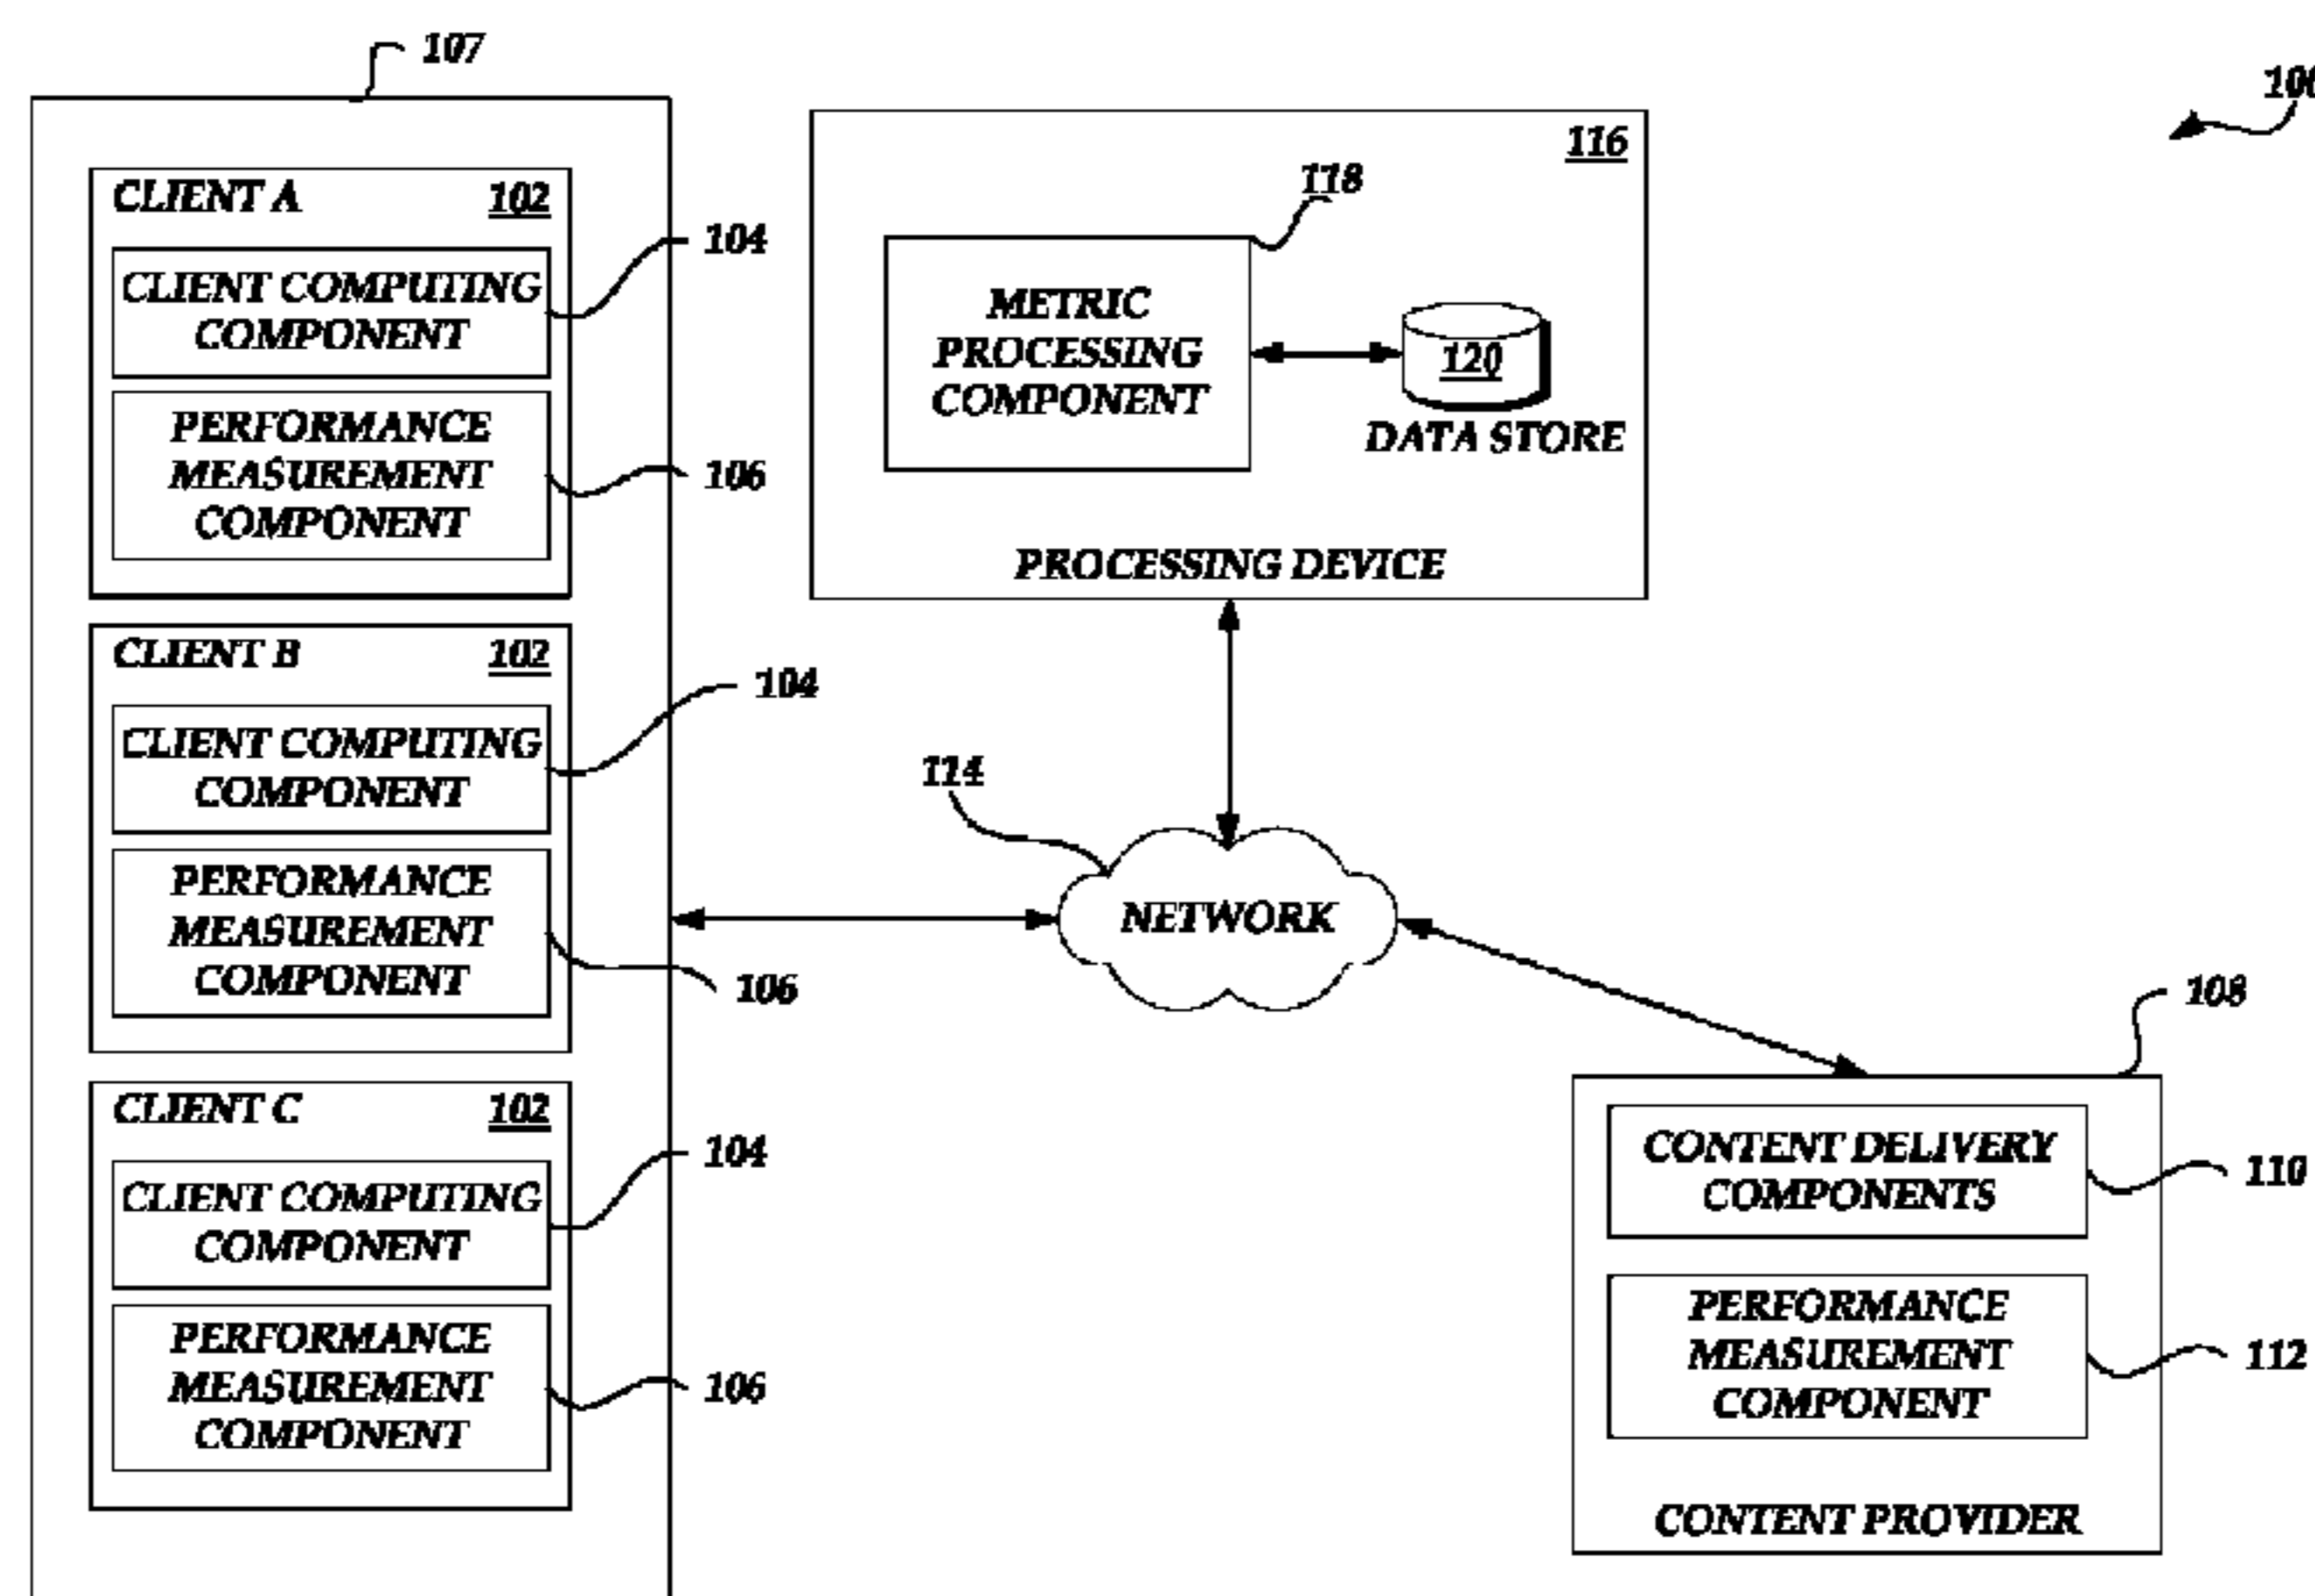 107
CLIENT A 102
CLIENT COMPUTING
COMPONENT
104
PERFORMANCE
MEASUREMENT
COMPONENT
106
CLIENT B 102
CLIENT COMPUTING
COMPONENT
104
PERFORMANCE
MEASUREMENT
COMPONENT
106
CLIENT C 102
CLIENT COMPUTING
COMPONENT
104
PERFORMANCE
MEASUREMENT
COMPONENT
106
116
118
METRIC
PROCESSING
COMPONENT
120
DATA STORE
PROCESSING DEVICE
114
NETWORK
108
CONTENT DELIVERY
COMPONENTS
110
PERFORMANCE
MEASUREMENT
COMPONENT
112
CONTENT PROVIDER